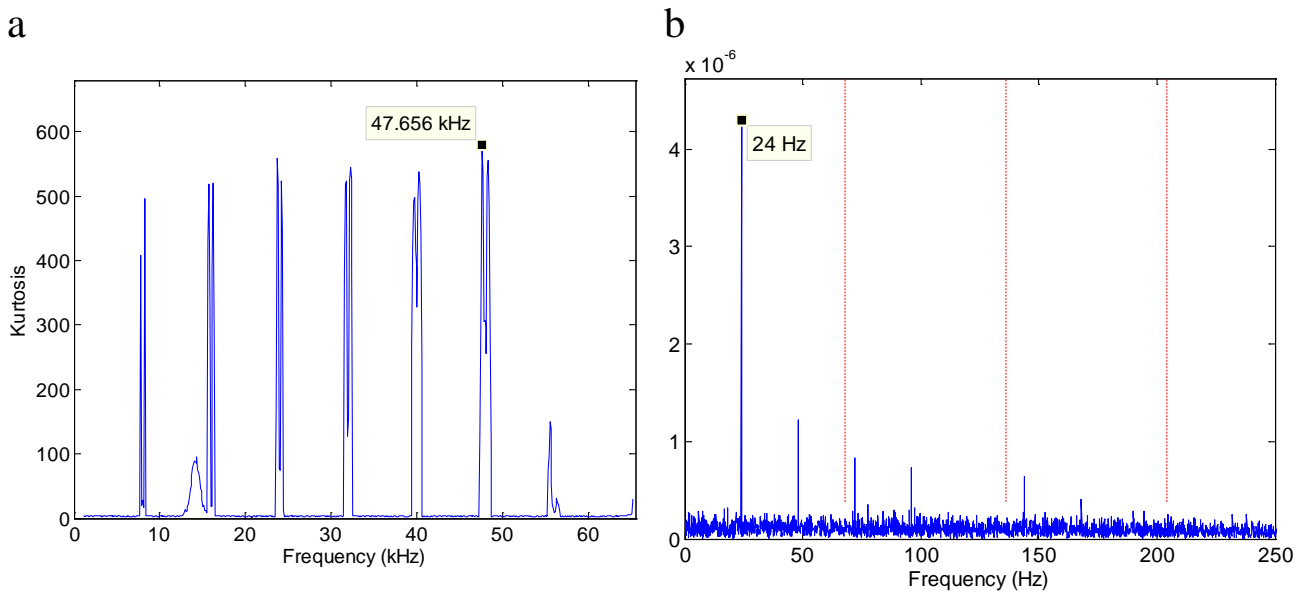 a
600
500
400
300
200
100
0
Kurtosis
47.656 kHz
0 10 20 30 40 50 60
Frequency (kHz)
b
x 10^-6
4
3
2
1
0
24 Hz
0 50 100 150 200 250
Frequency (Hz)